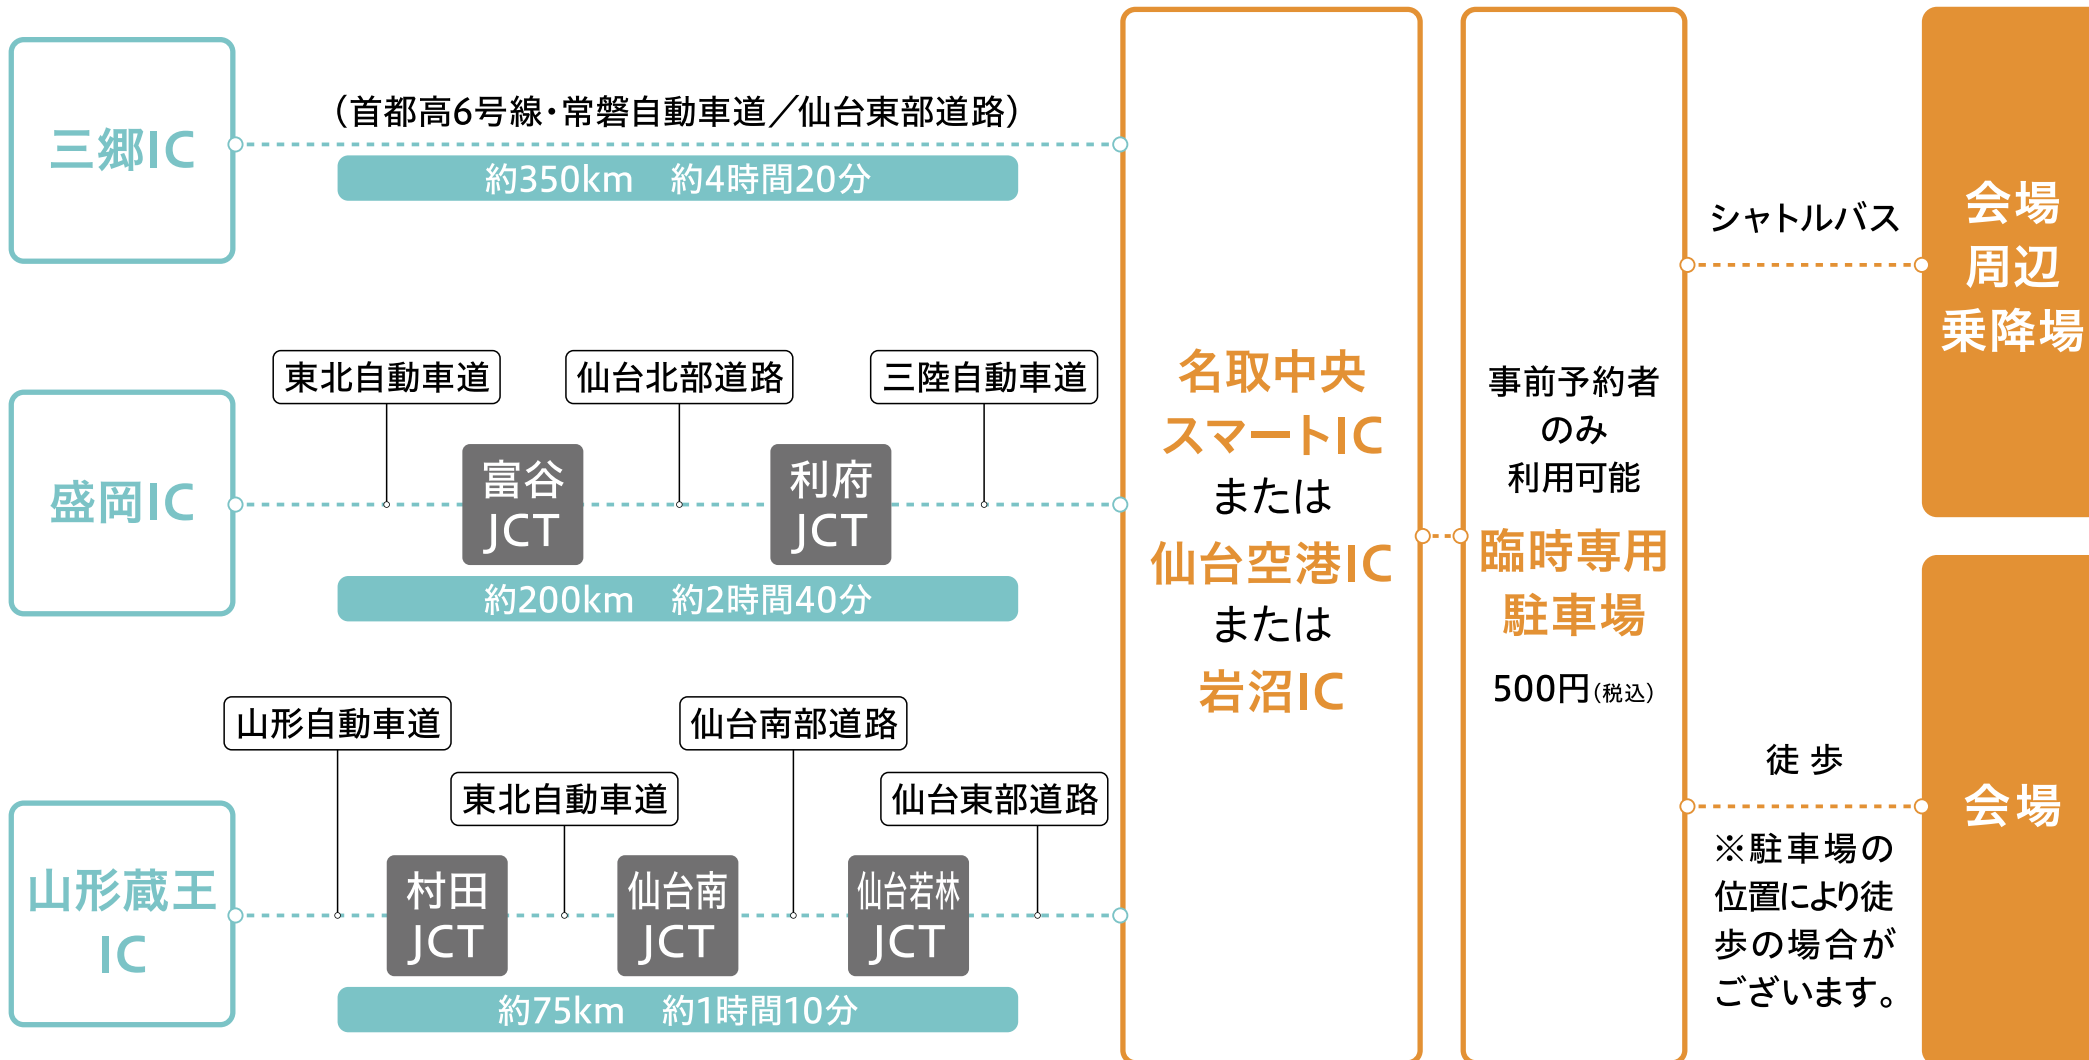 三郷IC
（首都高6号線・常磐自動車道／仙台東部道路）
約350km　約4時間20分
盛岡IC
東北自動車道
仙台北部道路
三陸自動車道
富谷
JCT
利府
JCT
約200km　約2時間40分
山形蔵王
IC
山形自動車道
東北自動車道
仙台南部道路
仙台東部道路
村田
JCT
仙台南
JCT
仙台若林
JCT
約75km　約1時間10分
名取中央
スマートIC
または
仙台空港IC
または
岩沼IC
事前予約者
のみ
利用可能
臨時専用
駐車場
500円（税込）
シャトルバス
会場
周辺
乗降場
徒 歩
※駐車場の
位置により徒
歩の場合が
ございます。
会場